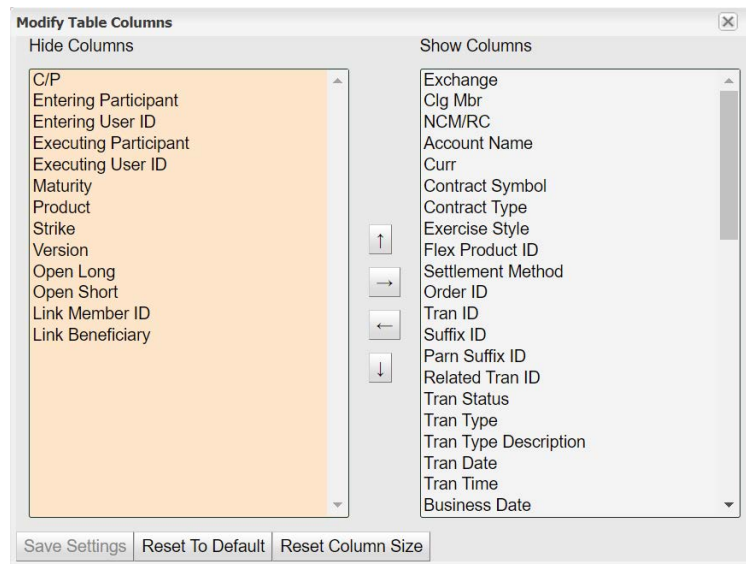 Modify Table Columns
Hide Columns
Show Columns
C/P
Entering Participant
Entering User ID
Executing Participant
Executing User ID
Maturity
Product
Strike
Version
Open Long
Open Short
Link Member ID
Link Beneficiary
↑
→
←
↓
Exchange
Clg Mbr
NCM/RC
Account Name
Curr
Contract Symbol
Contract Type
Exercise Style
Flex Product ID
Settlement Method
Order ID
Tran ID
Suffix ID
Parn Suffix ID
Related Tran ID
Tran Status
Tran Type
Tran Type Description
Tran Date
Tran Time
Business Date
Save Settings
Reset To Default
Reset Column Size